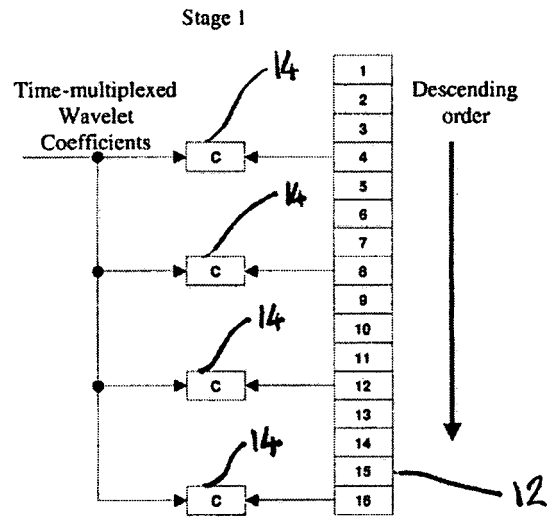 Stage 1
14
1
Time-multiplexed
Wavelet
Coefficients
2
Descending
order
3
C
4
5
14
6
7
C
8
9
14
10
11
C
12
13
14
14
15
12
C
16